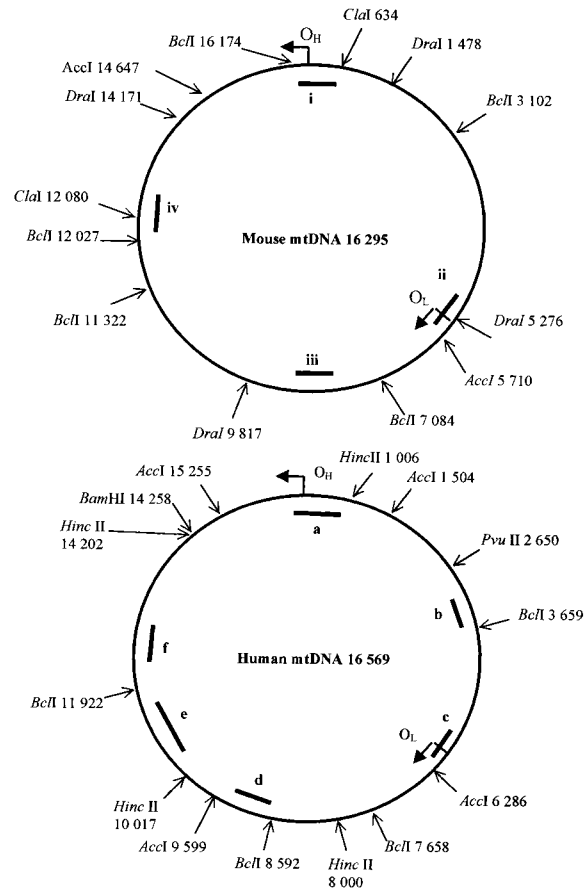 O_H
ClaI 634
BclI 16 174
DraI 1 478
AccI 14 647
DraI 14 171
i
BclI 3 102
ClaI 12 080
iv
BclI 12 027
Mouse mtDNA 16 295
ii
O_L
BclI 11 322
DraI 5 276
iii
AccI 5 710
BclI 7 084
DraI 9 817
O_H
HincII 1 006
AccI 15 255
AccI 1 504
BamHI 14 258
Hinc II
14 202
a
Pvu II 2 650
b
BclI 3 659
f
Human mtDNA 16 569
BclI 11 922
e
c
O_L
d
AccI 6 286
Hinc II
10 017
AccI 9 599
BclI 7 658
BclI 8 592
Hinc II
8 000